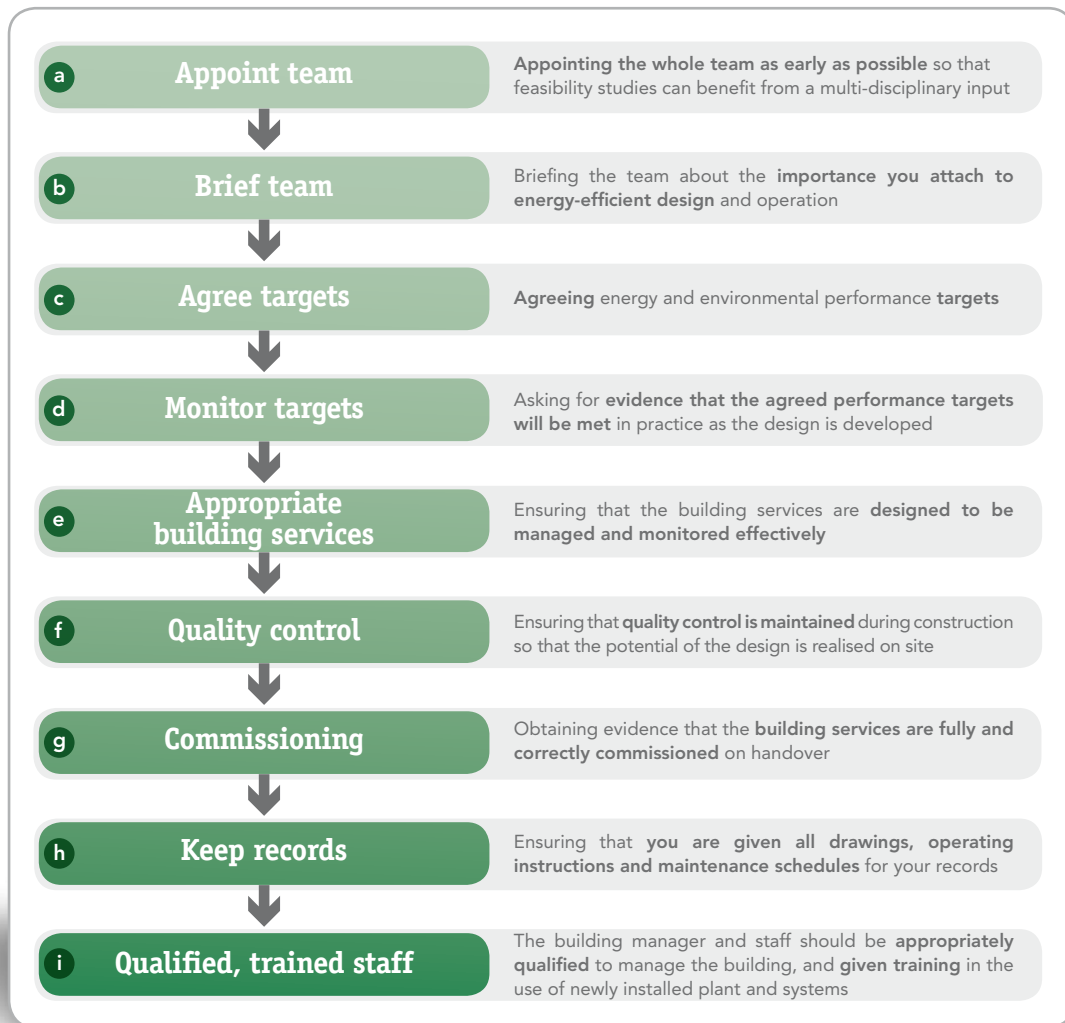 a
Appoint team
Appointing the whole team as early as possible so that
feasibility studies can benefit from a multi-disciplinary input
b
Brief team
Briefing the team about the importance you attach to
energy-efficient design and operation
c
Agree targets
Agreeing energy and environmental performance targets
d
Monitor targets
Asking for evidence that the agreed performance targets
will be met in practice as the design is developed
e
Appropriate
building services
Ensuring that the building services are designed to be
managed and monitored effectively
f
Quality control
Ensuring that quality control is maintained during construction
so that the potential of the design is realised on site
g
Commissioning
Obtaining evidence that the building services are fully and
correctly commissioned on handover
h
Keep records
Ensuring that you are given all drawings, operating
instructions and maintenance schedules for your records
i
Qualified, trained staff
The building manager and staff should be appropriately
qualified to manage the building, and given training in the
use of newly installed plant and systems